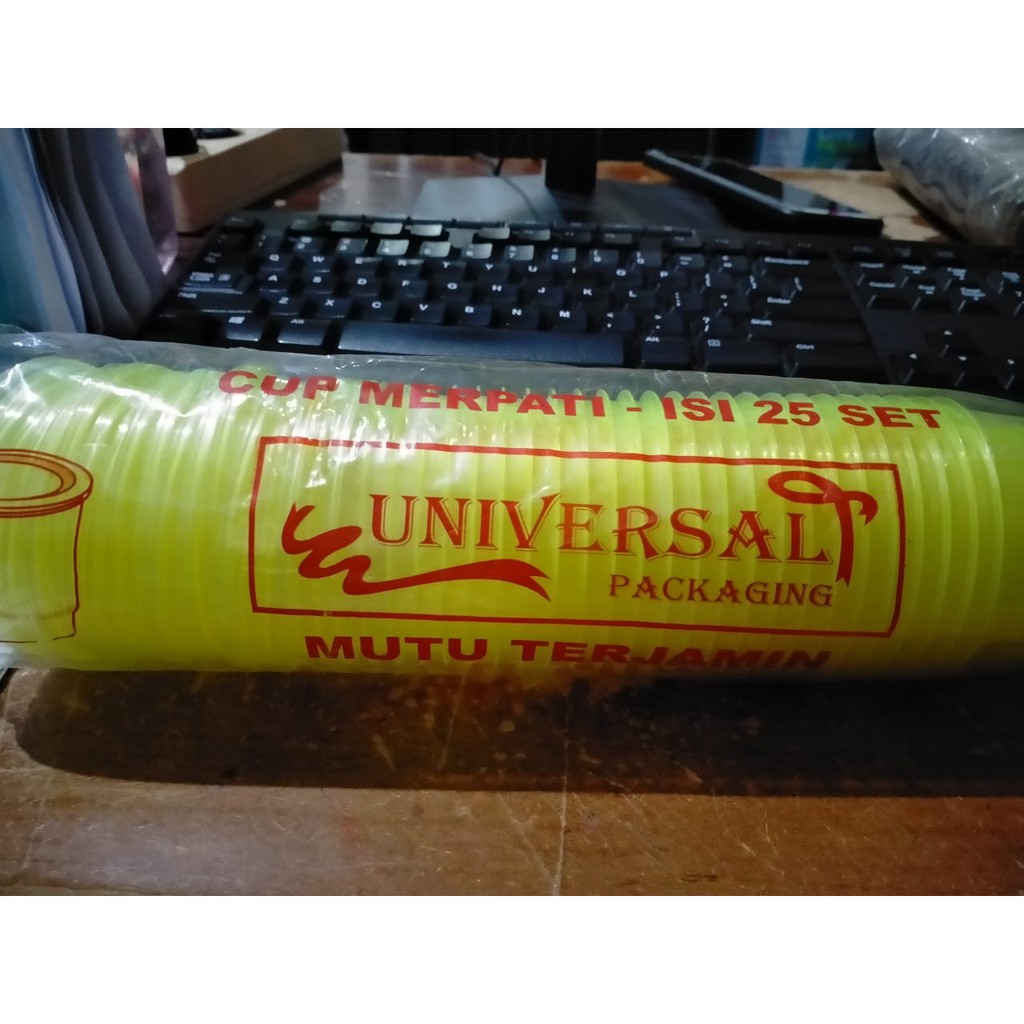 CUP MERPATI - ISI 25 SET
UNIVERSAL
PACKAGING
MUTU TERJAMIN